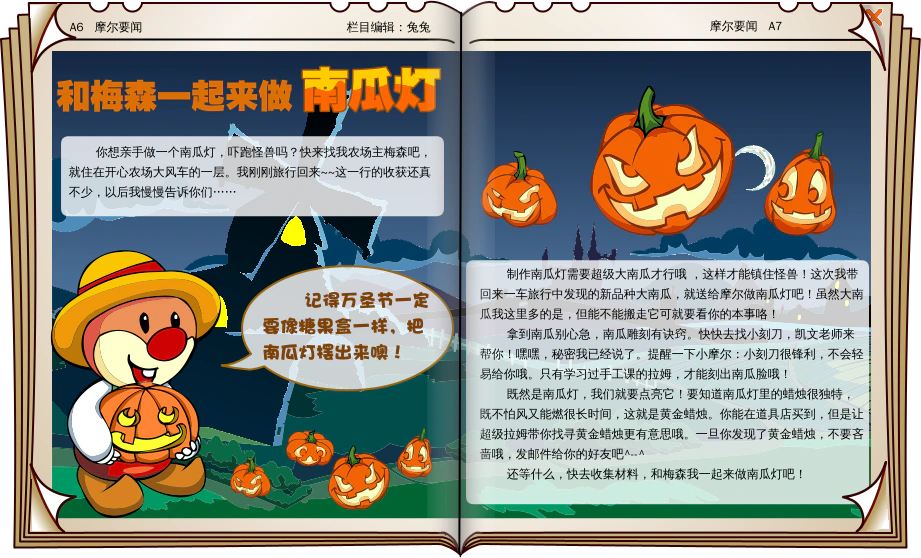 A6 摩尔要闻
栏目编辑：兔兔
和梅森一起来做 南瓜灯
你想亲手做一个南瓜灯，吓跑怪兽吗？快来找我农场主梅森吧，
就住在开心农场大风车的一层。我刚刚旅行回来~~这一行的收获还真
不少，以后我慢慢告诉你们……
记得万圣节一定
要像糖果盒一样，把
南瓜灯摆出来噢！
摩尔要闻 A7
制作南瓜灯需要超级大南瓜才行哦 ，这样才能镇住怪兽！这次我带
回来一车旅行中发现的新品种大南瓜，就送给摩尔做南瓜灯吧！虽然大南
瓜我这里多的是，但能不能搬走它可就要看你的本事咯！
拿到南瓜别心急，南瓜雕刻有诀窍。快快去找小刻刀，凯文老师来
帮你！嘿嘿，秘密我已经说了。提醒一下小摩尔：小刻刀很锋利，不会轻
易给你哦。只有学习过手工课的拉姆，才能刻出南瓜脸哦！
既然是南瓜灯，我们就要点亮它！要知道南瓜灯里的蜡烛很独特，
既不怕风又能燃很长时间，这就是黄金蜡烛。你能在道具店买到，但是让
超级拉姆带你找寻黄金蜡烛更有意思哦。一旦你发现了黄金蜡烛，不要吝
啬哦，发邮件给你的好友吧^--^
还等什么，快去收集材料，和梅森我一起来做南瓜灯吧！